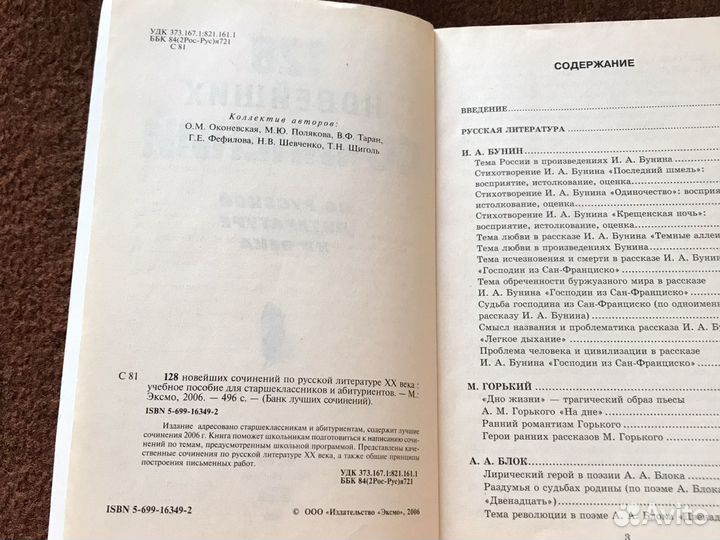 УДК 373.167.1:821.161.1
ББК 84(2Рос-Рус)я721
С 81
Коллектив авторов:
О.М. Оконевская, М.Ю. Полякова, В.Ф. Таран,
Г.Е. Фефилова, Н.В. Шевченко, Т.Н. Щиголь
С 81
128 новейших сочинений по русской литературе XX века :
учебное пособие для старшеклассников и абитуриентов. — М.:
Эксмо, 2006. — 496 с. — (Банк лучших сочинений).
ISBN 5-699-16349-2
Издание адресовано старшеклассникам и абитуриентам, содержит лучшие
сочинения 2006 г. Книга поможет школьникам подготовиться к написанию сочи-
нений по темам, предусмотренным школьной программой. Представлены каче-
ственные сочинения по русской литературе XX века, а также общие принципы
построения письменных работ.
УДК 373.167.1:821.161.1
ББК 84(2Рос-Рус)я721
ISBN 5-699-16349-2
© ООО «Издательство «Эксмо», 2006
СОДЕРЖАНИЕ
ВВЕДЕНИЕ
РУССКАЯ ЛИТЕРАТУРА
И. А. БУНИН
Тема России в произведениях И. А. Бунина
Стихотворение И. А. Бунина «Последний шмель»:
восприятие, истолкование, оценка
Стихотворение И. А. Бунина «Одиночество»: воспри
истолкование, оценка
Стихотворение И. А. Бунина «Крещенская ночь»:
восприятие, истолкование, оценка
Тема любви в рассказе И. А. Бунина «Темные аллеи
Тема любви в произведениях Бунина
Тема исчезновения и смерти в рассказе И. А. Бунина
«Господин из Сан-Франциско»
Тема обреченности буржуазного мира в рассказе
И. А. Бунина «Господин из Сан-Франциско»
Судьба господина из Сан-Франциско (по одноимен
рассказу И. А. Бунина)
Смысл названия и проблематика рассказа И. А. Бун
«Легкое дыхание»
Проблема человека и цивилизации в рассказе
И. А. Бунина «Господин из Сан-Франциско»
М. ГОРЬКИЙ
«Дно жизни» — трагический образ пьесы
А. М. Горького «На дне»
Ранний романтизм Горького
Герои ранних рассказов М. Горького
А. А. БЛОК
Лирический герой в поэзии А. А. Блока
Раздумья о судьбах родины (по поэме А. А. Блока
«Двенадцать»)
Тема революции в поэме А. А. Блока «Двенад
3
Avito